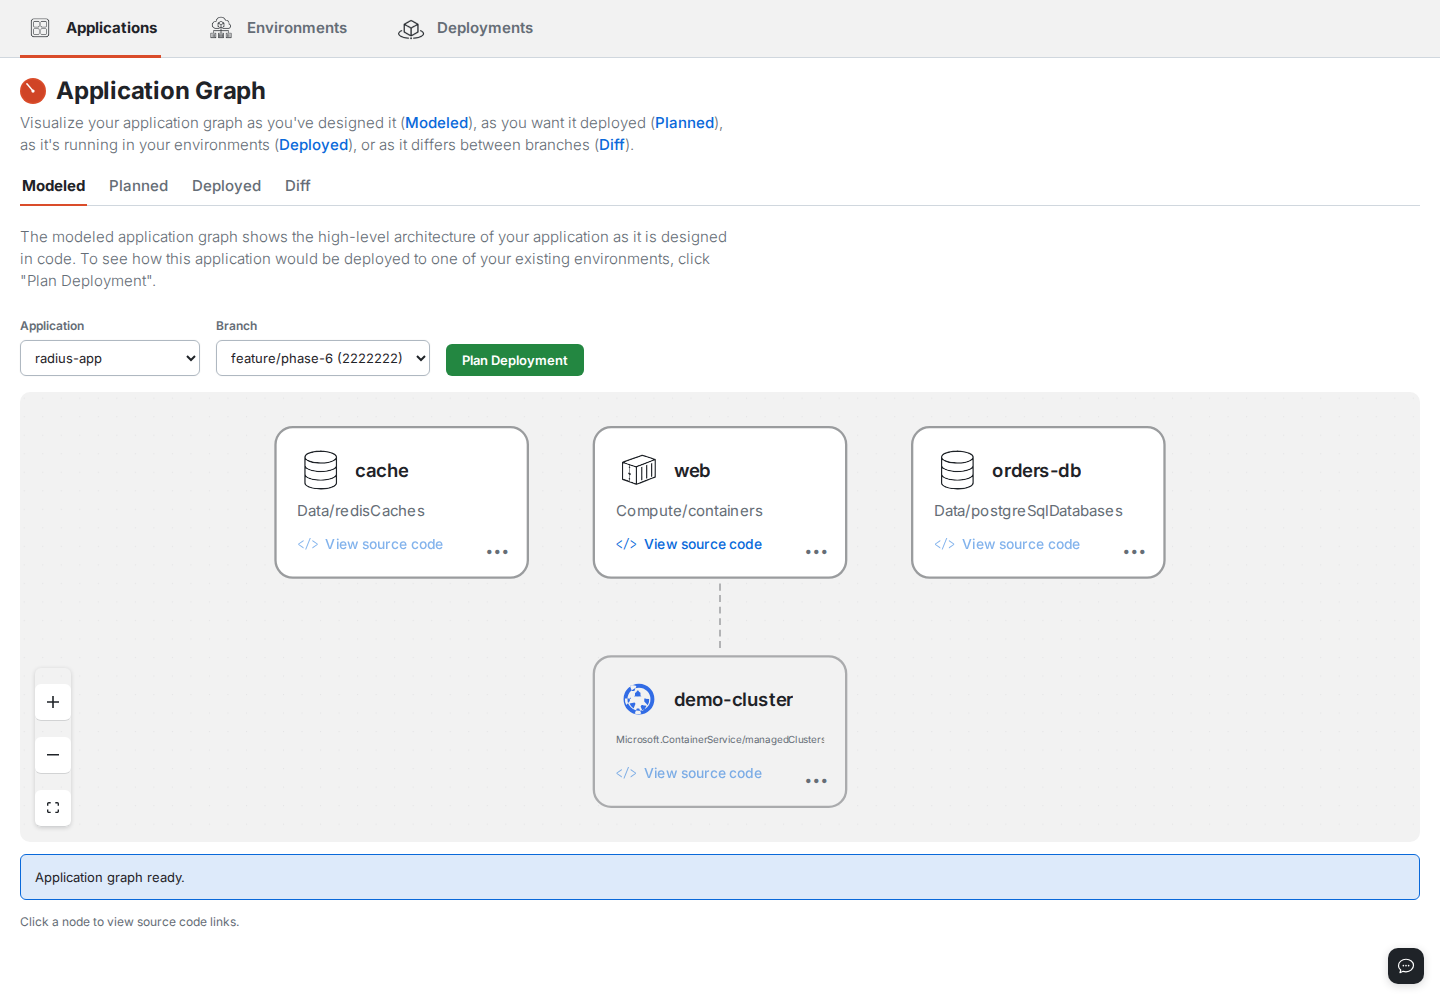 Applications
Environments
Deployments
Application Graph
Visualize your application graph as you've designed it (Modeled), as you want it deployed (Planned),
as it's running in your environments (Deployed), or as it differs between branches (Diff).
Modeled
Planned
Deployed
Diff
The modeled application graph shows the high-level architecture of your application as it is designed
in code. To see how this application would be deployed to one of your existing environments, click
"Plan Deployment".
Application
Branch
radius-app
feature/phase-6 (2222222)
Plan Deployment
cache
Data/redisCaches
</> View source code
web
Compute/containers
</> View source code
orders-db
Data/postgreSqlDatabases
</> View source code
demo-cluster
Microsoft.ContainerService/managedClusters
</> View source code
Application graph ready.
Click a node to view source code links.